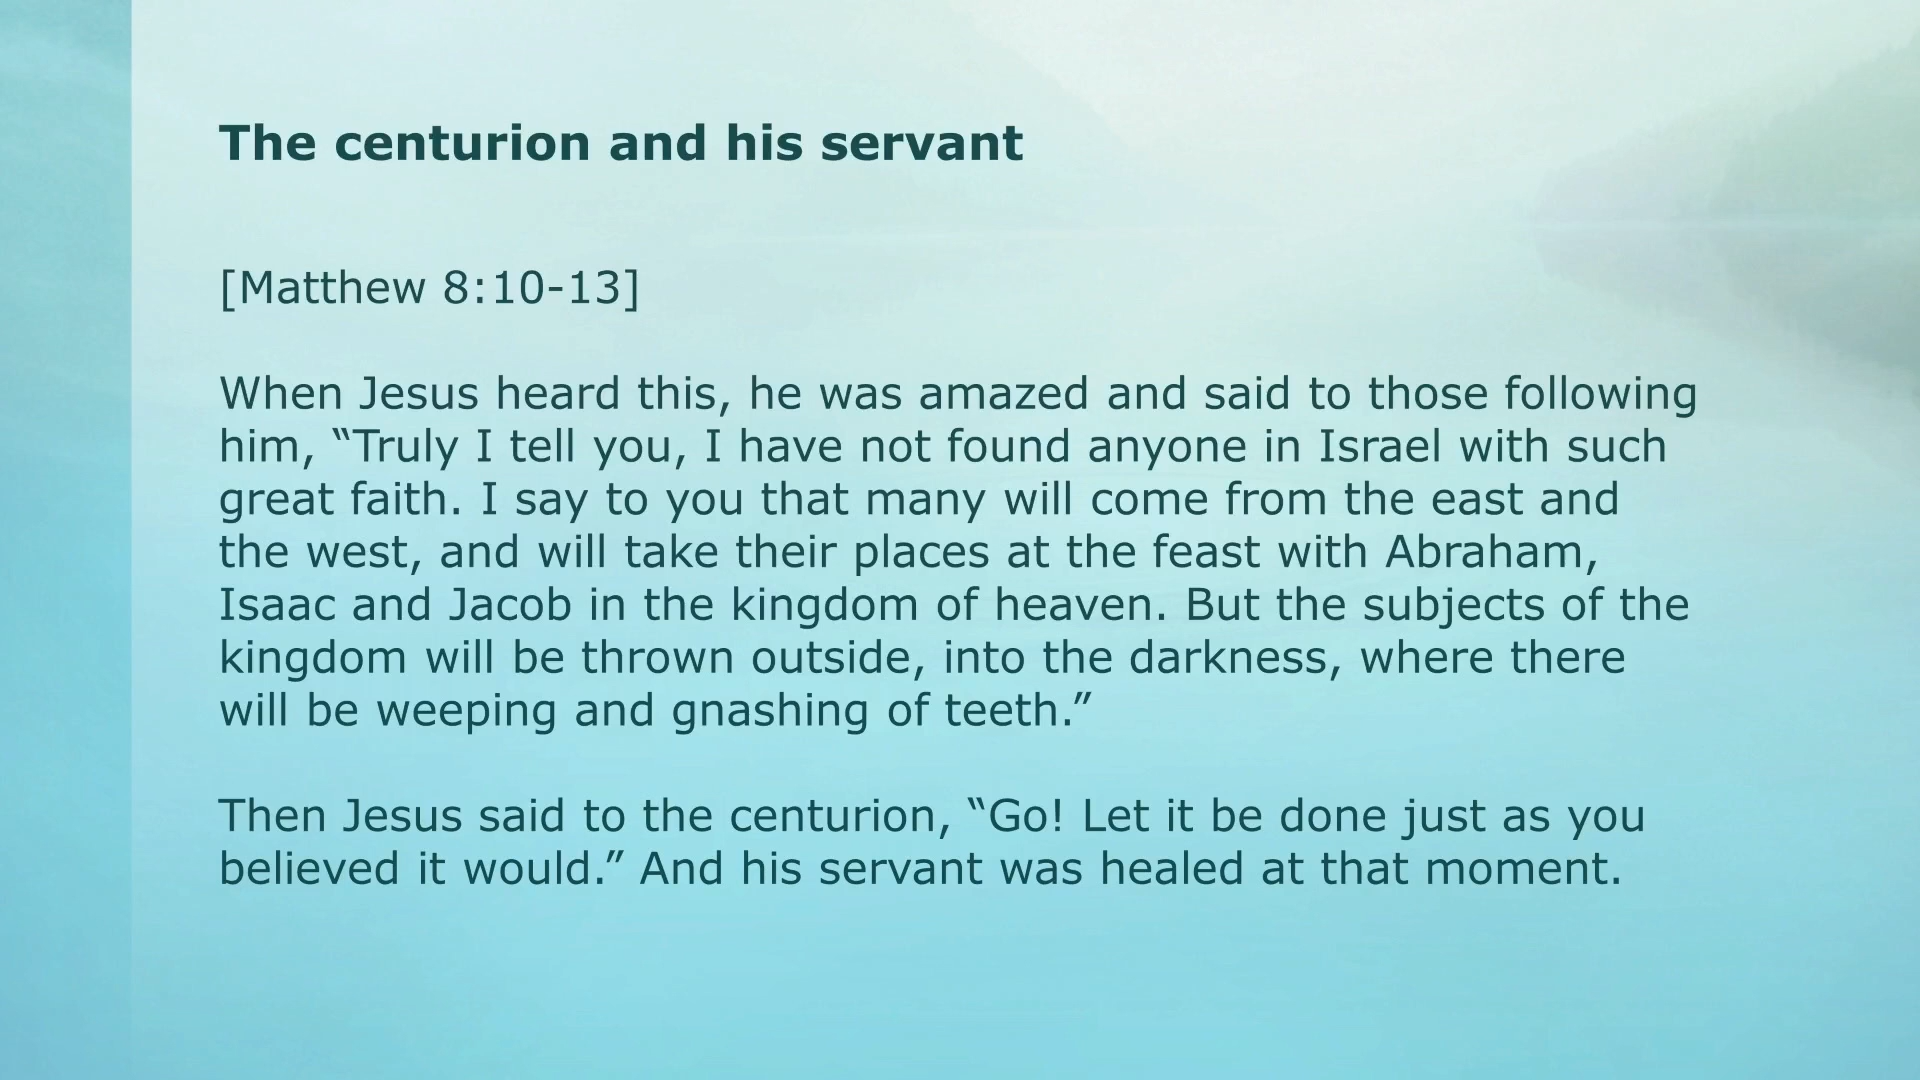 The centurion and his servant
[Matthew 8:10-13]
When Jesus heard this, he was amazed and said to those following
him, “Truly I tell you, I have not found anyone in Israel with such
great faith. I say to you that many will come from the east and
the west, and will take their places at the feast with Abraham,
Isaac and Jacob in the kingdom of heaven. But the subjects of the
kingdom will be thrown outside, into the darkness, where there
will be weeping and gnashing of teeth.”
Then Jesus said to the centurion, “Go! Let it be done just as you
believed it would.” And his servant was healed at that moment.